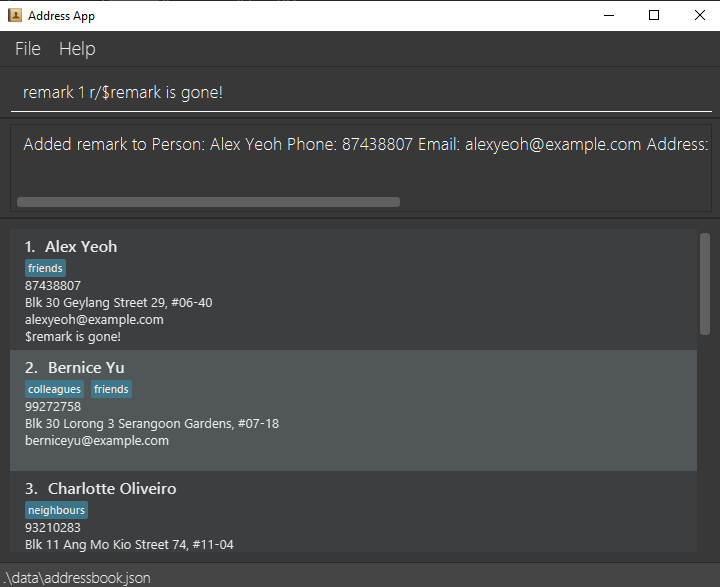 Address App
File Help
remark 1 r/$remark is gone!
Added remark to Person: Alex Yeoh Phone: 87438807 Email: alexyeoh@example.com Address:
1. Alex Yeoh
friends
87438807
Blk 30 Geylang Street 29, #06-40
alexyeoh@example.com
$remark is gone!
2. Bernice Yu
colleagues friends
99272758
Blk 30 Lorong 3 Serangoon Gardens, #07-18
berniceyu@example.com
3. Charlotte Oliveiro
neighbours
93210283
Blk 11 Ang Mo Kio Street 74, #11-04
.\data\addressbook.json